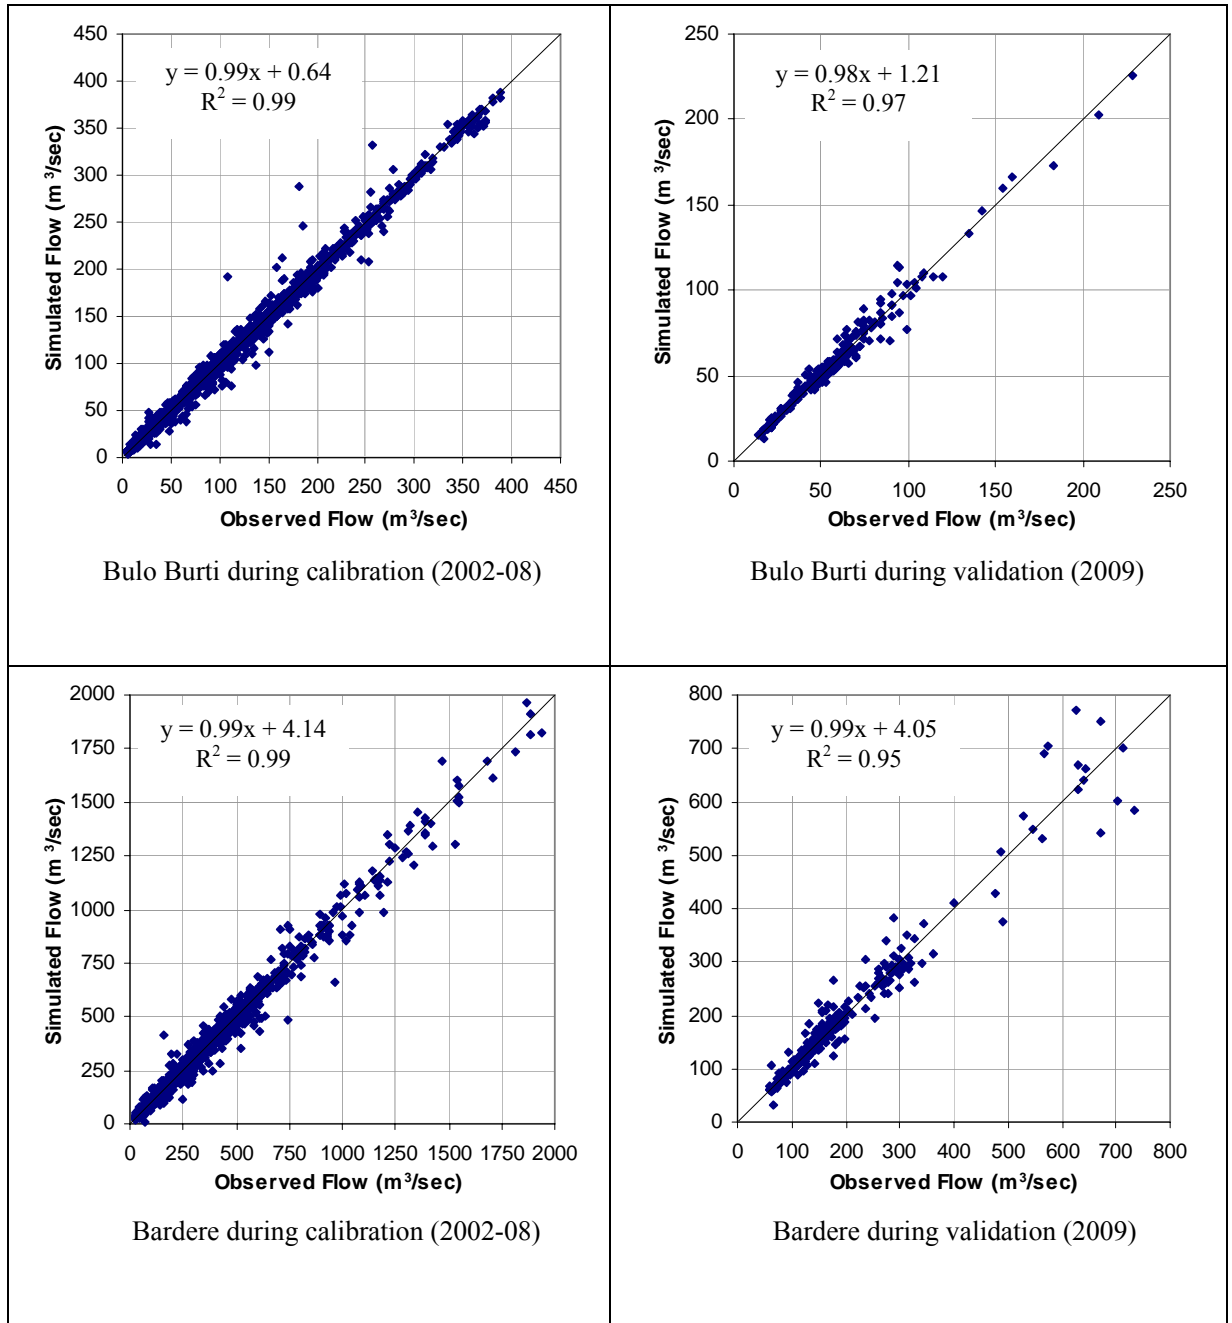 450
400
350
300
250
200
150
100
50
0
Simulated Flow (m ³/sec)
y = 0.99x + 0.64
R² = 0.99
0 50 100 150 200 250 300 350 400 450
Observed Flow (m³/sec)
Bulo Burti during calibration (2002-08)
250
200
150
100
50
0
Simulated Flow (m ³/sec)
y = 0.98x + 1.21
R² = 0.97
0 50 100 150 200 250
Observed Flow (m³/sec)
Bulo Burti during validation (2009)
2000
1750
1500
1250
1000
750
500
250
0
Simulated Flow (m ³/sec)
y = 0.99x + 4.14
R² = 0.99
0 250 500 750 1000 1250 1500 1750 2000
Observed Flow (m³/sec)
Bardere during calibration (2002-08)
800
700
600
500
400
300
200
100
0
Simulated Flow (m ³/sec)
y = 0.99x + 4.05
R² = 0.95
0 100 200 300 400 500 600 700 800
Observed Flow (m³/sec)
Bardere during validation (2009)